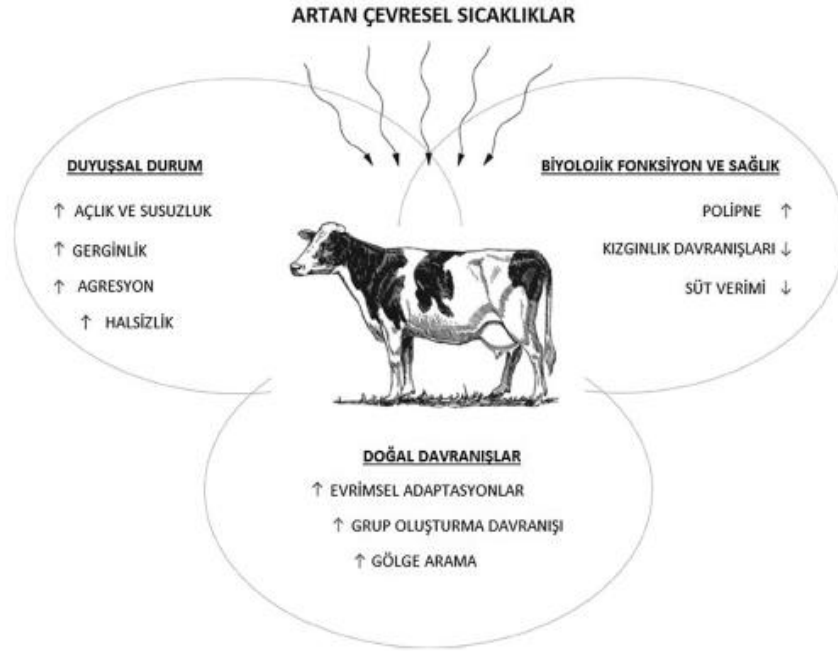 ARTAN ÇEVRESEL SICAKLIKLAR
DUYUŞSAL DURUM
↑ AÇLIK VE SUSUZLUK
↑ GERGİNLİK
↑ AGRESYON
↑ HALSİZLİK
BİYOLOJİK FONKSİYON VE SAĞLIK
POLİPNE ↑
KIZGINLIK DAVRANIŞLARI ↓
SÜT VERİMİ ↓
DOĞAL DAVRANIŞLAR
↑ EVRİMSEL ADAPTASYONLAR
↑ GRUP OLUŞTURMA DAVRANIŞI
↑ GÖLGE ARAMA